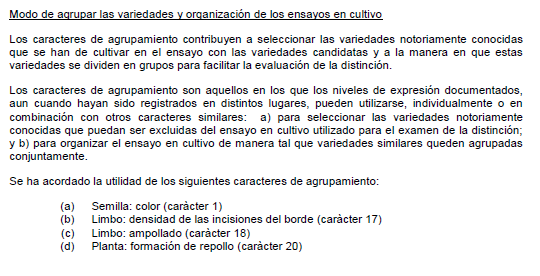 Modo de agrupar las variedades y organización de los ensayos en cultivo
Los caracteres de agrupamiento contribuyen a seleccionar las variedades notoriamente conocidas
que se han de cultivar en el ensayo con las variedades candidatas y a la manera en que estas
variedades se dividen en grupos para facilitar la evaluación de la distinción.
Los caracteres de agrupamiento son aquellos en los que los niveles de expresión documentados,
aun cuando hayan sido registrados en distintos lugares, pueden utilizarse, individualmente o en
combinación con otros caracteres similares: a) para seleccionar las variedades notoriamente
conocidas que puedan ser excluidas del ensayo en cultivo utilizado para el examen de la distinción;
y b) para organizar el ensayo en cultivo de manera tal que variedades similares queden agrupadas
conjuntamente.
Se ha acordado la utilidad de los siguientes caracteres de agrupamiento:
(a) Semilla: color (caràcter 1)
(b) Limbo: densidad de las incisiones del borde (caràcter 17)
(c) Limbo: ampollado (caràcter 18)
(d) Planta: formación de repollo (caràcter 20)